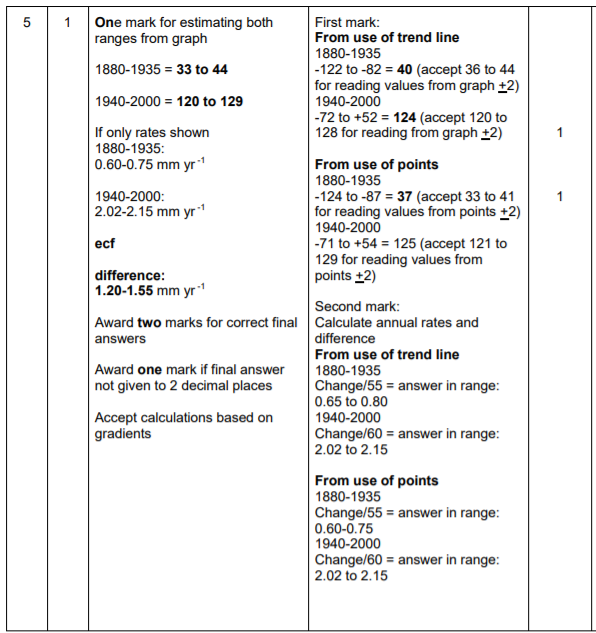 5
1
One mark for estimating both
ranges from graph
1880-1935 = 33 to 44
1940-2000 = 120 to 129
If only rates shown
1880-1935:
0.60-0.75 mm yr-1
1940-2000:
2.02-2.15 mm yr-1
ecf
difference:
1.20-1.55 mm yr-1
Award two marks for correct final
answers
Award one mark if final answer
not given to 2 decimal places
Accept calculations based on
gradients
First mark:
From use of trend line
1880-1935
-122 to -82 = 40 (accept 36 to 44
for reading values from graph ±2)
1940-2000
-72 to +52 = 124 (accept 120 to
128 for reading from graph ±2)
From use of points
1880-1935
-124 to -87 = 37 (accept 33 to 41
for reading values from points ±2)
1940-2000
-71 to +54 = 125 (accept 121 to
129 for reading values from
points ±2)
Second mark:
Calculate annual rates and
difference
From use of trend line
1880-1935
Change/55 = answer in range:
0.65 to 0.80
1940-2000
Change/60 = answer in range:
2.02 to 2.15
From use of points
1880-1935
Change/55 = answer in range:
0.60-0.75
1940-2000
Change/60 = answer in range:
2.02 to 2.15
1
1